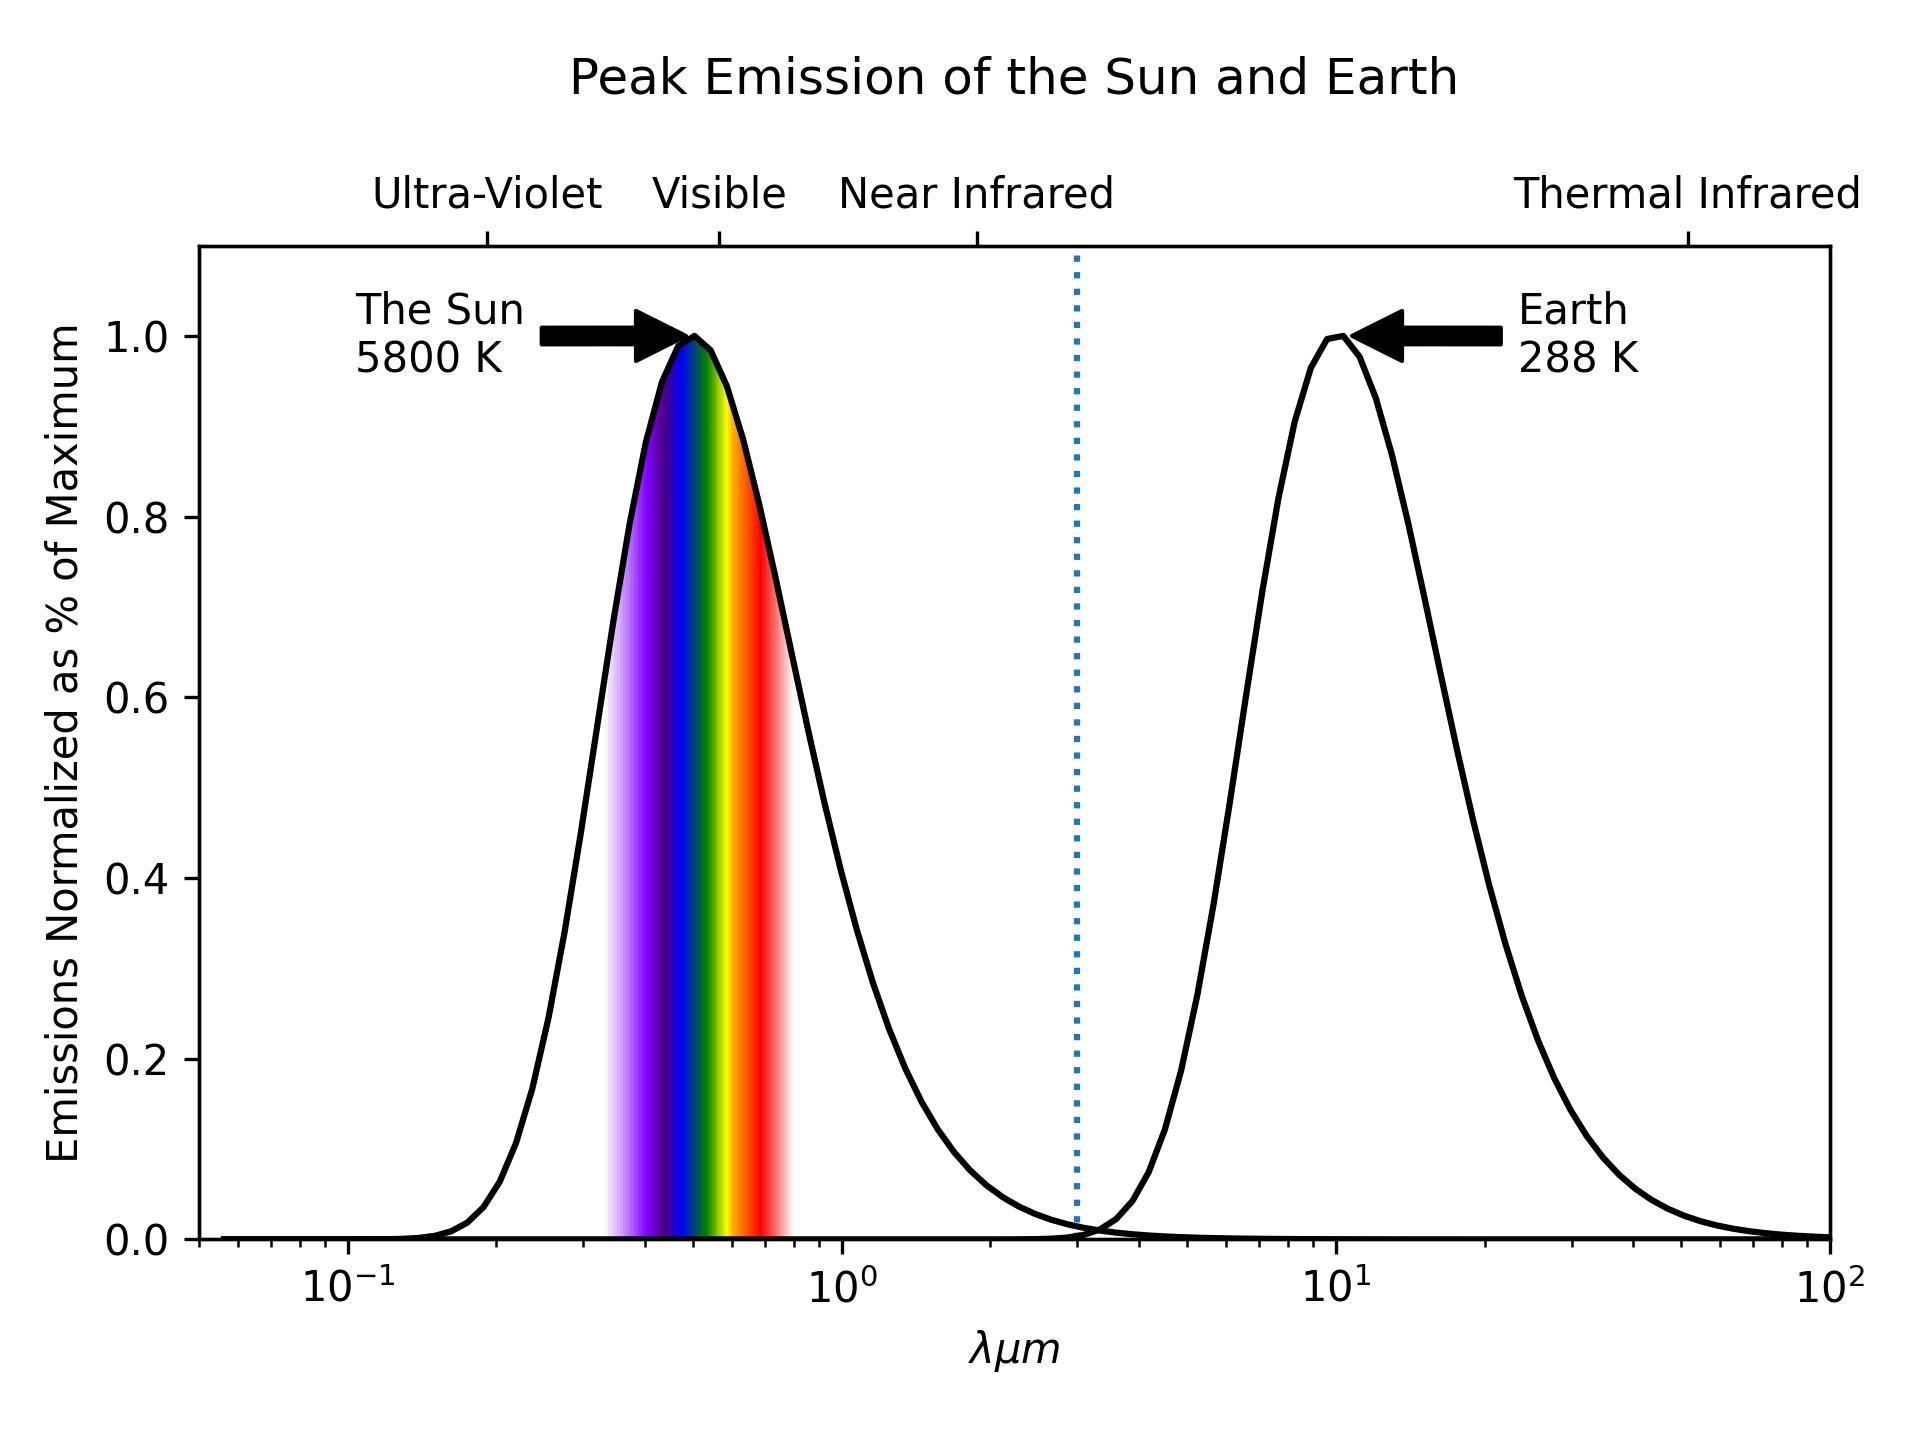 Peak Emission of the Sun and Earth
Ultra-Violet Visible Near Infrared Thermal Infrared
The Sun
5800 K
Earth
288 K
Emissions Normalized as % of Maximum
1.0
0.8
0.6
0.4
0.2
0.0
10⁻¹ 10⁰ 10¹ 10²
λμm